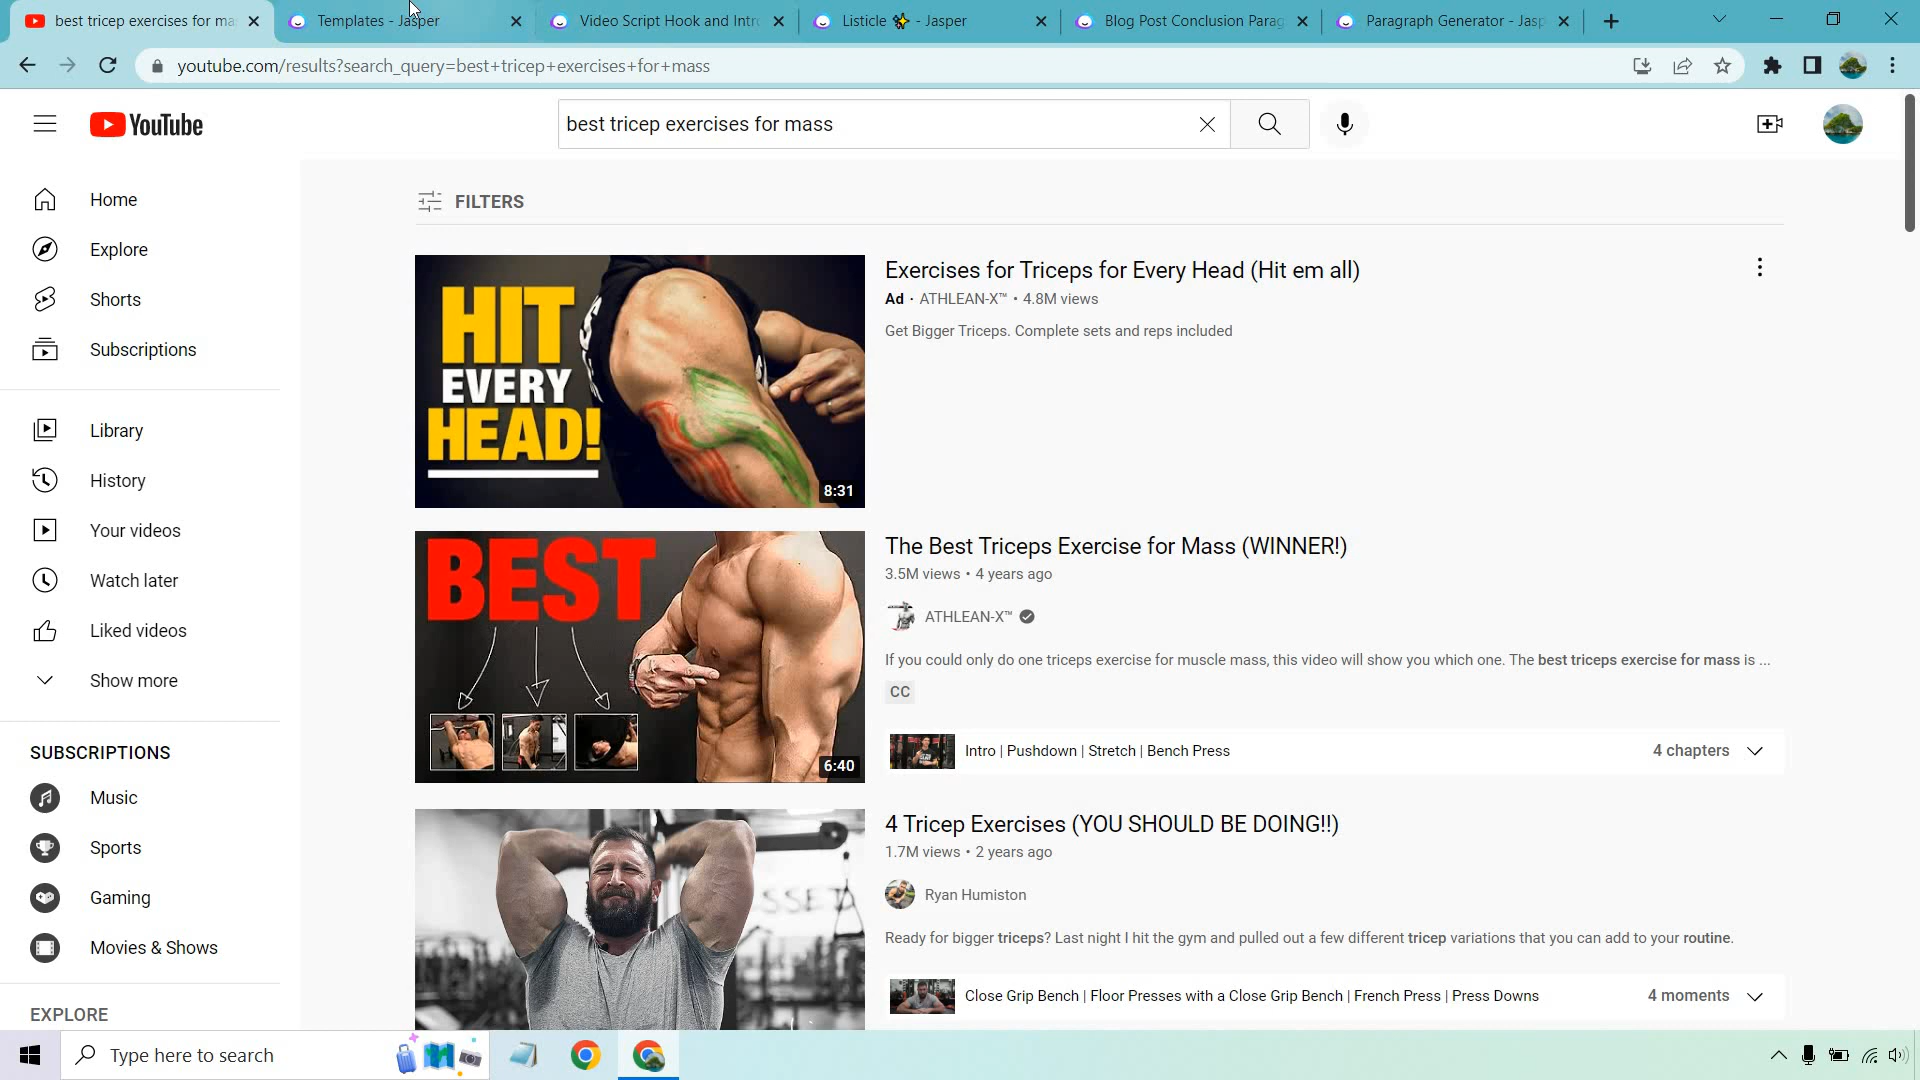 best tricep exercises for ma
Templates - Jasper
Video Script Hook and Intro
Listicle ✨ - Jasper
Blog Post Conclusion Parag
Paragraph Generator - Jasp
youtube.com/results?search_query=best+tricep+exercises+for+mass
YouTube
best tricep exercises for mass
Home
Explore
Shorts
Subscriptions
Library
History
Your videos
Watch later
Liked videos
Show more
SUBSCRIPTIONS
Music
Sports
Gaming
Movies & Shows
EXPLORE
FILTERS
HIT
EVERY
HEAD!
8:31
Exercises for Triceps for Every Head (Hit em all)
Ad · ATHLEAN-X™ • 4.8M views
Get Bigger Triceps. Complete sets and reps included
BEST
6:40
The Best Triceps Exercise for Mass (WINNER!)
3.5M views • 4 years ago
ATHLEAN-X™
If you could only do one triceps exercise for muscle mass, this video will show you which one. The best triceps exercise for mass is ...
CC
Intro | Pushdown | Stretch | Bench Press
4 chapters
4 Tricep Exercises (YOU SHOULD BE DOING!!)
1.7M views • 2 years ago
Ryan Humiston
Ready for bigger triceps? Last night I hit the gym and pulled out a few different tricep variations that you can add to your routine.
Close Grip Bench | Floor Presses with a Close Grip Bench | French Press | Press Downs
4 moments
Type here to search